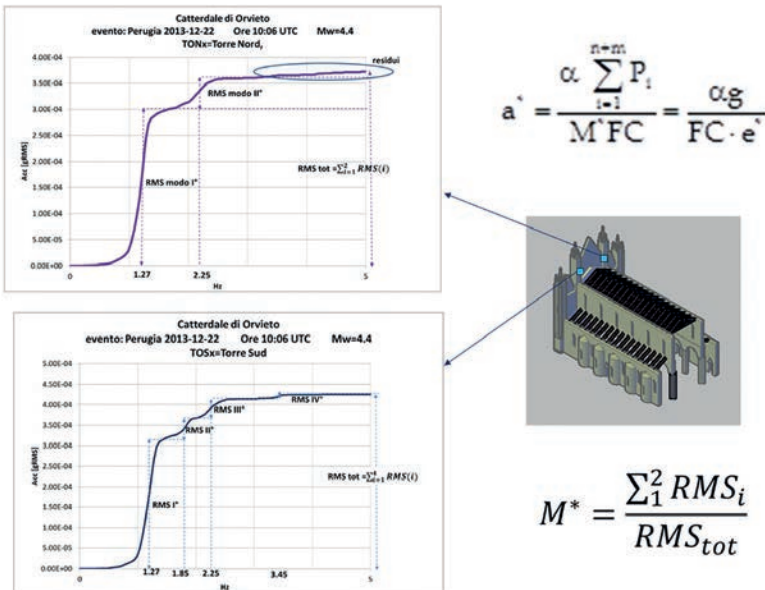 Catterdale di Orvieto
evento: Perugia 2013-12-22 Ore 10:06 UTC Mw=4.4
TONx=Torre Nord,
4.00E-04
3.50E-04
3.00E-04
2.50E-04
2.00E-04
1.50E-04
1.00E-04
5.00E-05
0.00E+00
Acc [gRMS]
residui
RMS modo II°
RMS modo I°
RMS tot =∑²ᵢ₌₁ RMS(i)
0 1.27 2.25 5
Hz
a* = α ∑ⁿ⁺ᵐᵢ₌₁ Pᵢ / M*FC = αg / FC · e*
Catterdale di Orvieto
evento: Perugia 2013-12-22 Ore 10:06 UTC Mw=4.4
TOSx=Torre Sud
5.00E-04
4.50E-04
4.00E-04
3.50E-04
3.00E-04
2.50E-04
2.00E-04
1.50E-04
1.00E-04
5.00E-05
0.00E+00
Acc [gRMS]
RMS IV°
RMS III°
RMS II°
RMS I°
RMS tot =∑⁴ᵢ₌₁ RMS(i)
0 1.27 1.85 2.25 3.45 5
Hz
M* = ∑²₁ RMSᵢ / RMSₜₒₜ